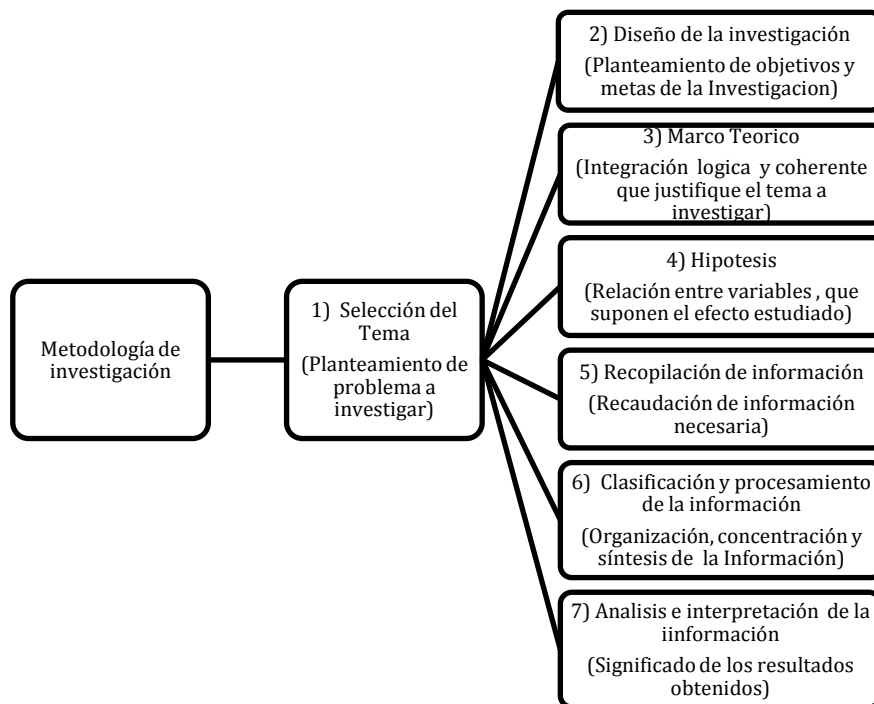 Metodología de
investigación
1) Selección del
Tema
(Planteamiento de
problema a
investigar)
2) Diseño de la investigación
(Planteamiento de objetivos y
metas de la Investigacion)
3) Marco Teorico
(Integración logica y coherente
que justifique el tema a
investigar)
4) Hipotesis
(Relación entre variables , que
suponen el efecto estudiado)
5) Recopilación de información
(Recaudación de información
necesaria)
6) Clasificación y procesamiento
de la información
(Organización, concentración y
síntesis de la Información)
7) Analisis e interpretación de la
iinformación
(Significado de los resultados
obtenidos)